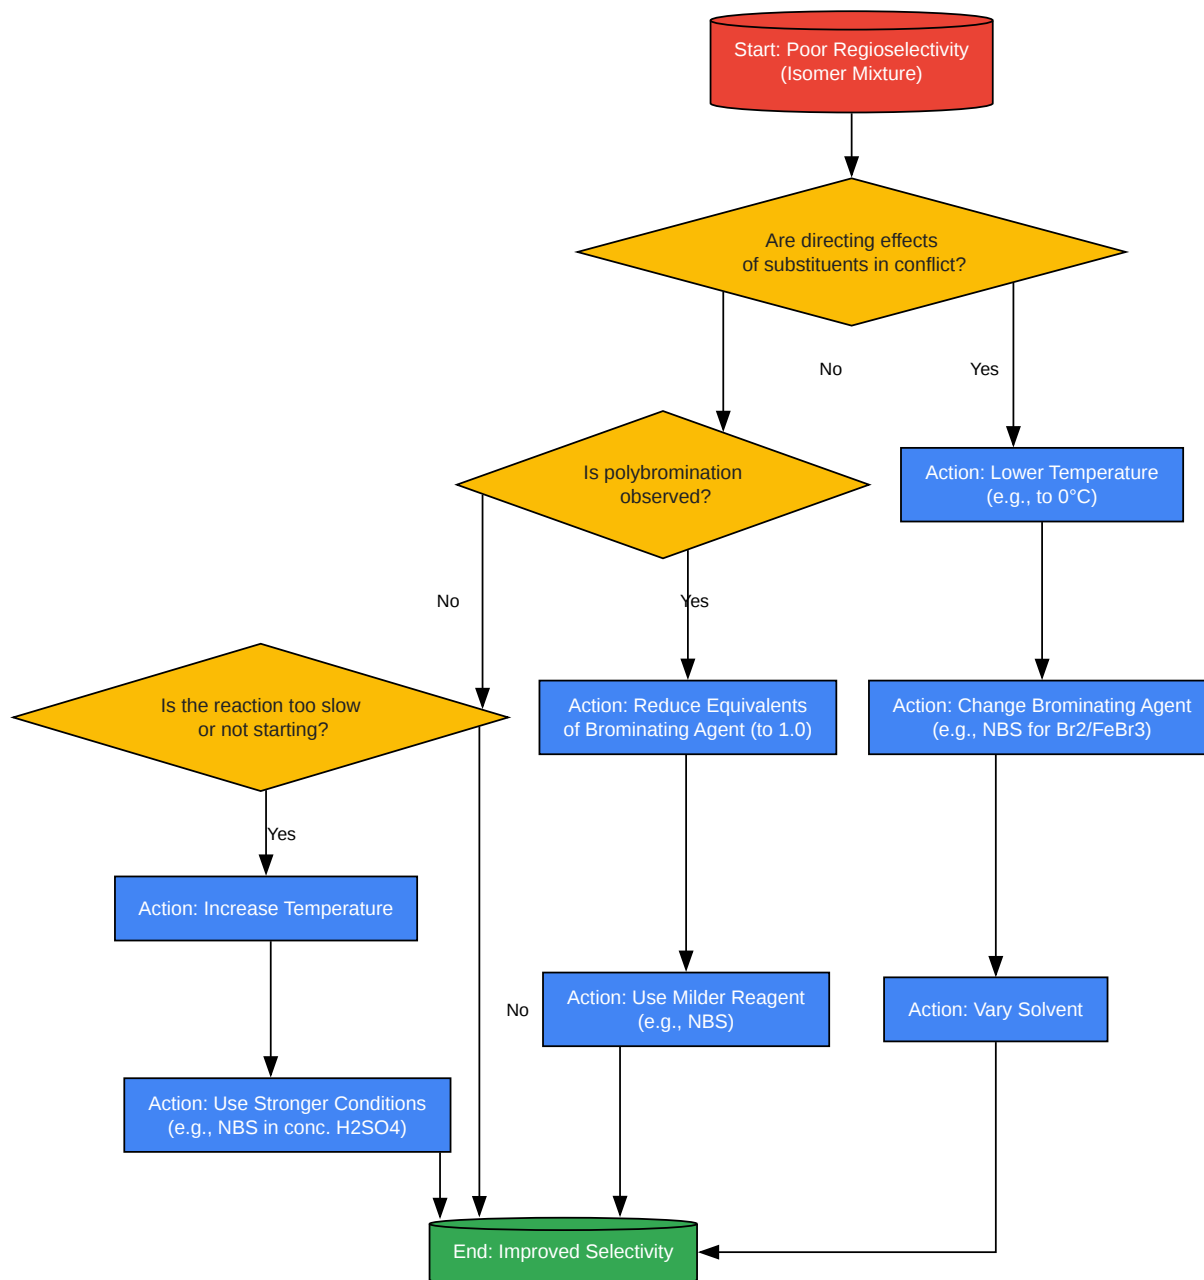 Start: Poor Regioselectivity
(Isomer Mixture)
Are directing effects
of substituents in conflict?
No
Yes
Is polybromination
observed?
Action: Lower Temperature
(e.g., to 0°C)
No
Yes
Is the reaction too slow
or not starting?
Action: Reduce Equivalents
of Brominating Agent (to 1.0)
Action: Change Brominating Agent
(e.g., NBS for Br2/FeBr3)
Yes
Action: Increase Temperature
No
Action: Use Milder Reagent
(e.g., NBS)
Action: Vary Solvent
Action: Use Stronger Conditions
(e.g., NBS in conc. H2SO4)
End: Improved Selectivity